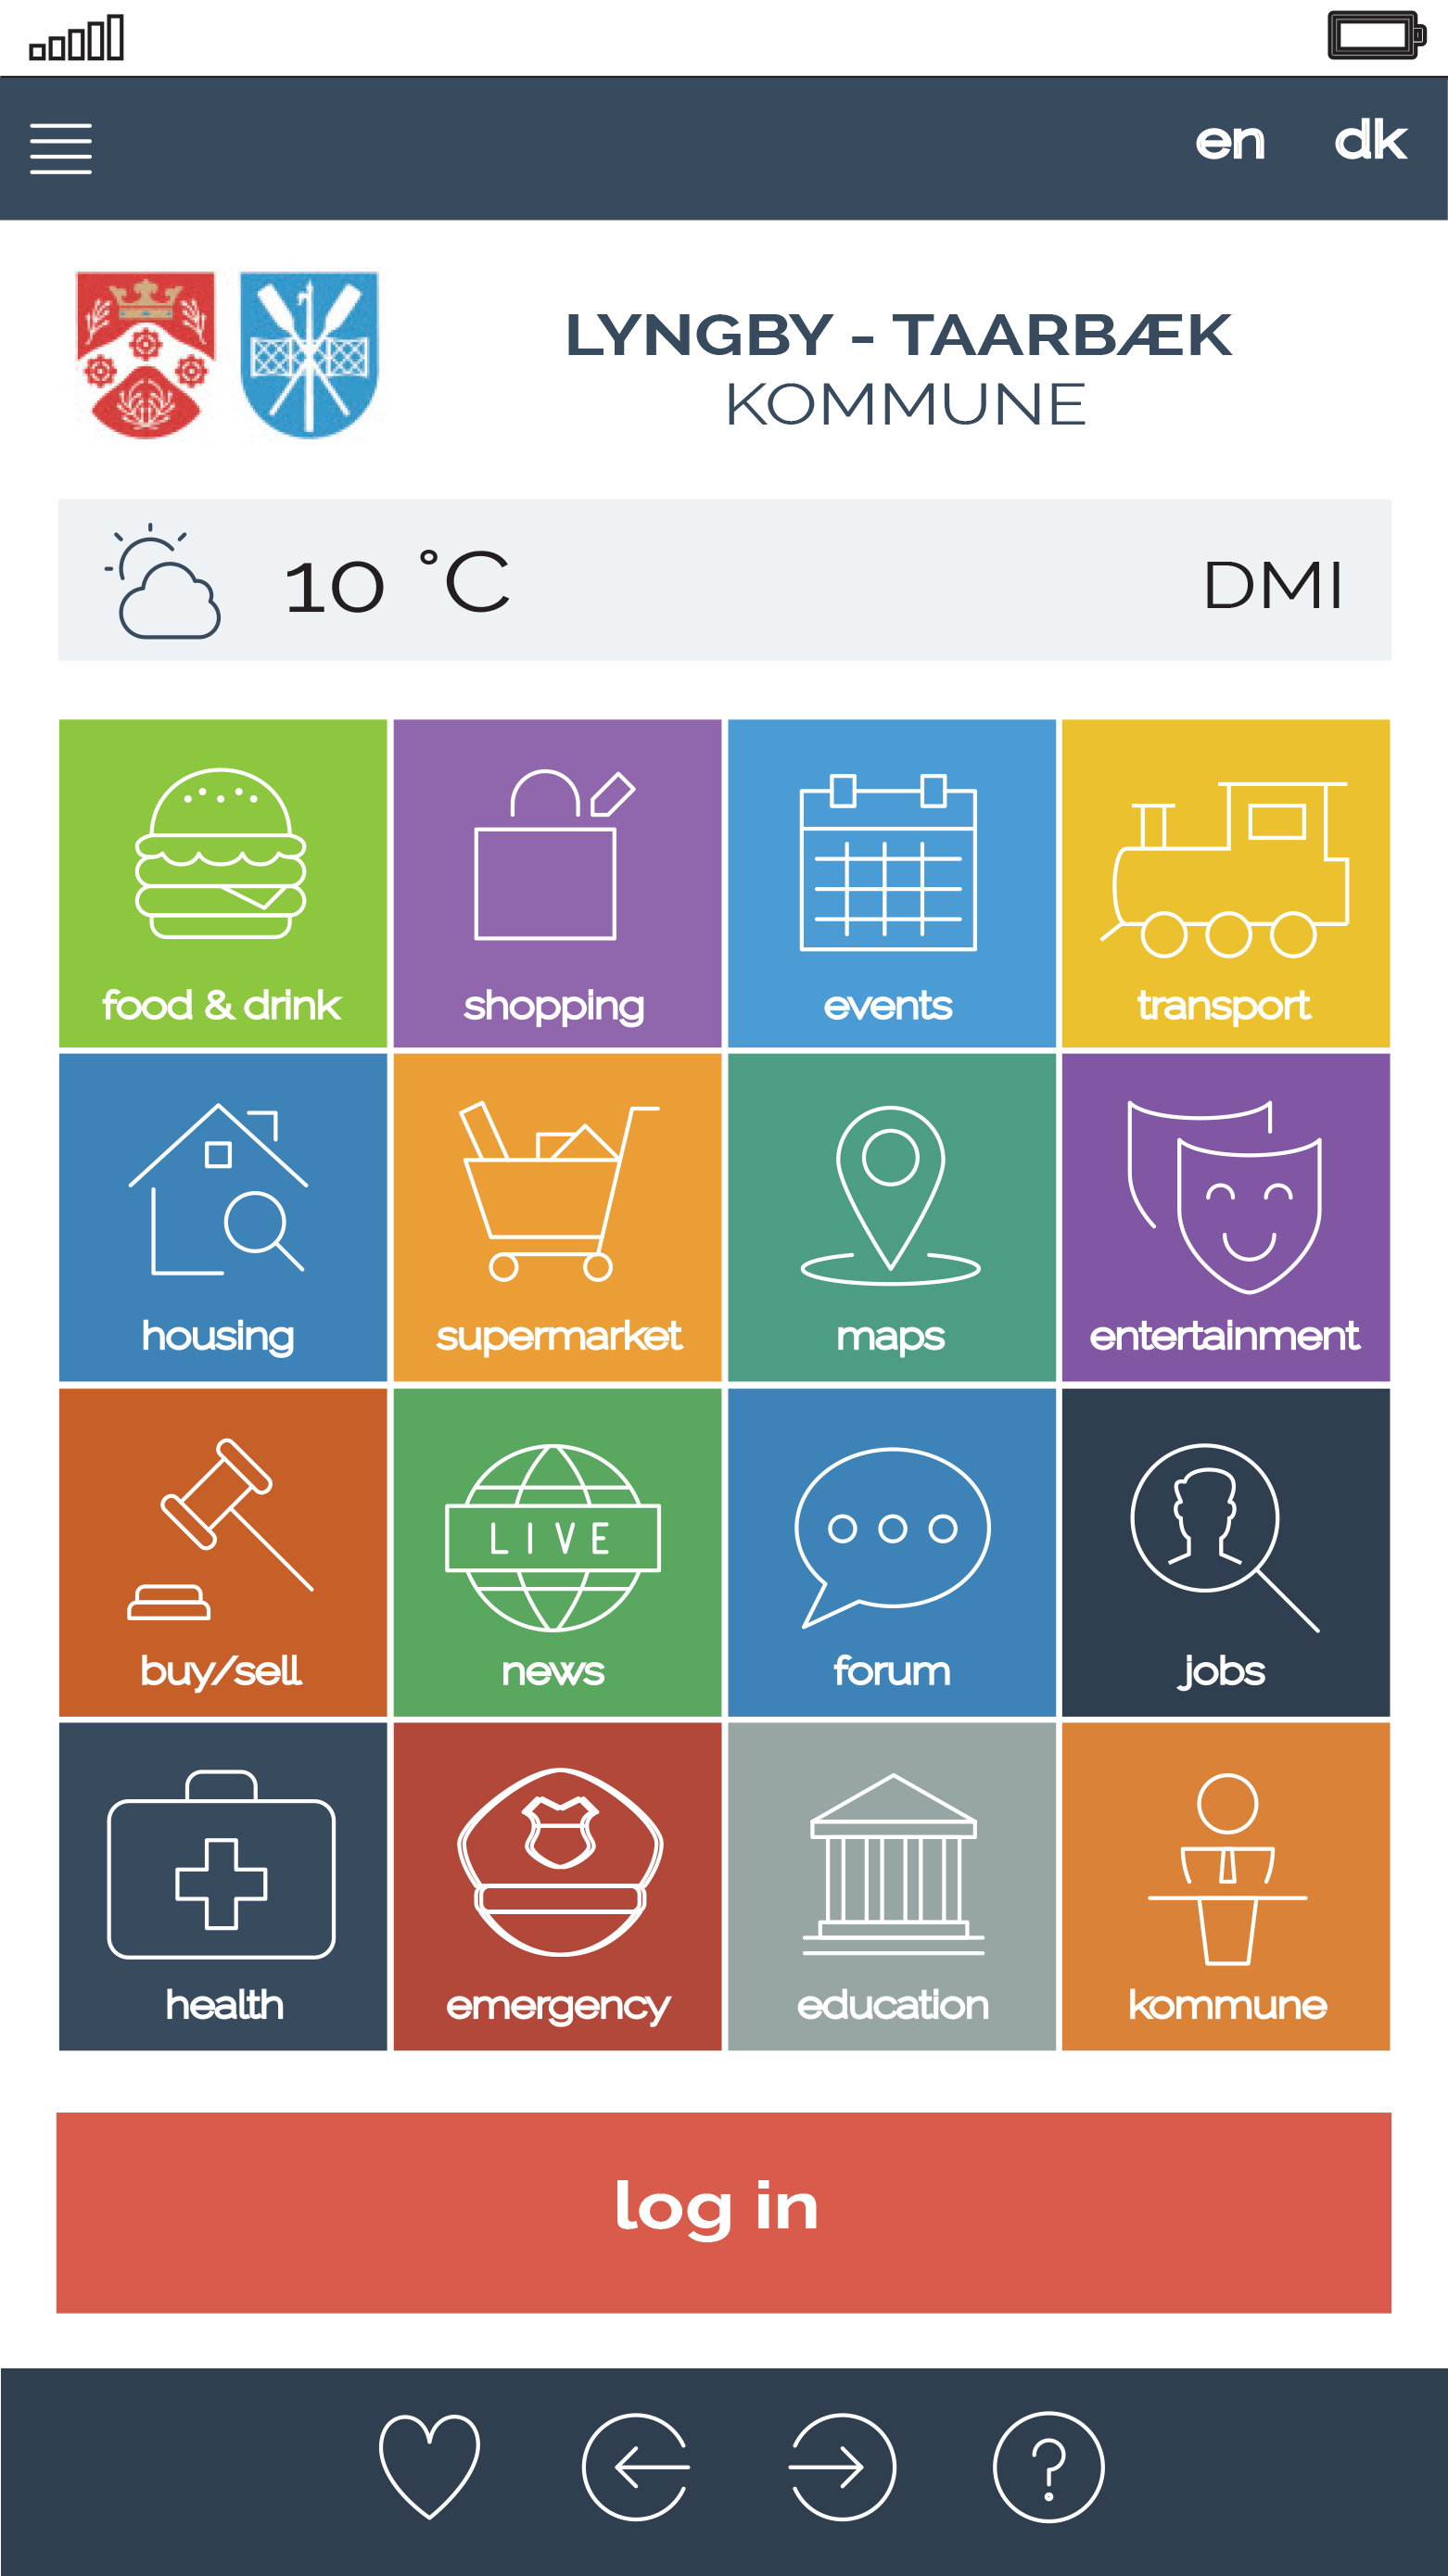 en dk
LYNGBY - TAARBÆK
KOMMUNE
10 °C DMI
food & drink shopping events transport
housing supermarket maps entertainment
LIVE
buy/sell news forum jobs
health emergency education kommune
log in
?